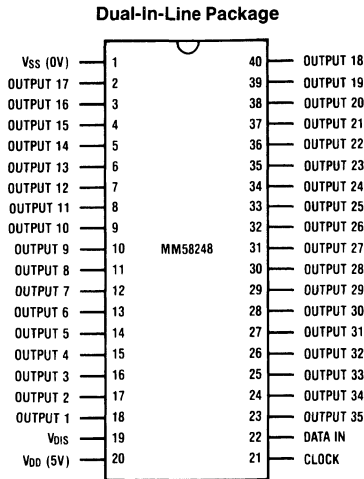 Dual-In-Line Package
VSS (0V) 1 40 OUTPUT 18
OUTPUT 17 2 39 OUTPUT 19
OUTPUT 16 3 38 OUTPUT 20
OUTPUT 15 4 37 OUTPUT 21
OUTPUT 14 5 36 OUTPUT 22
OUTPUT 13 6 35 OUTPUT 23
OUTPUT 12 7 34 OUTPUT 24
OUTPUT 11 8 33 OUTPUT 25
OUTPUT 10 9 32 OUTPUT 26
OUTPUT 9 10 MM58248 31 OUTPUT 27
OUTPUT 8 11 30 OUTPUT 28
OUTPUT 7 12 29 OUTPUT 29
OUTPUT 6 13 28 OUTPUT 30
OUTPUT 5 14 27 OUTPUT 31
OUTPUT 4 15 26 OUTPUT 32
OUTPUT 3 16 25 OUTPUT 33
OUTPUT 2 17 24 OUTPUT 34
OUTPUT 1 18 23 OUTPUT 35
VDIS 19 22 DATA IN
VDD (5V) 20 21 CLOCK